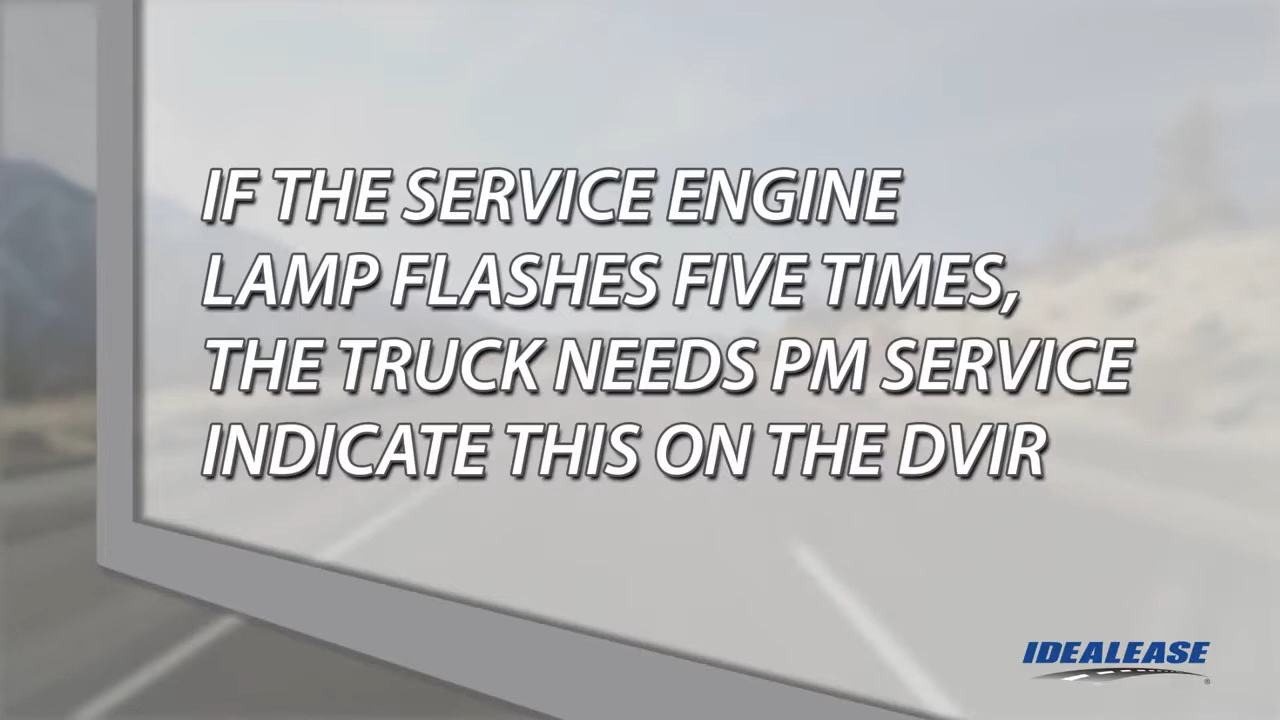 IF THE SERVICE ENGINE
LAMP FLASHES FIVE TIMES,
THE TRUCK NEEDS PM SERVICE
INDICATE THIS ON THE DVIR
IDEALEASE®